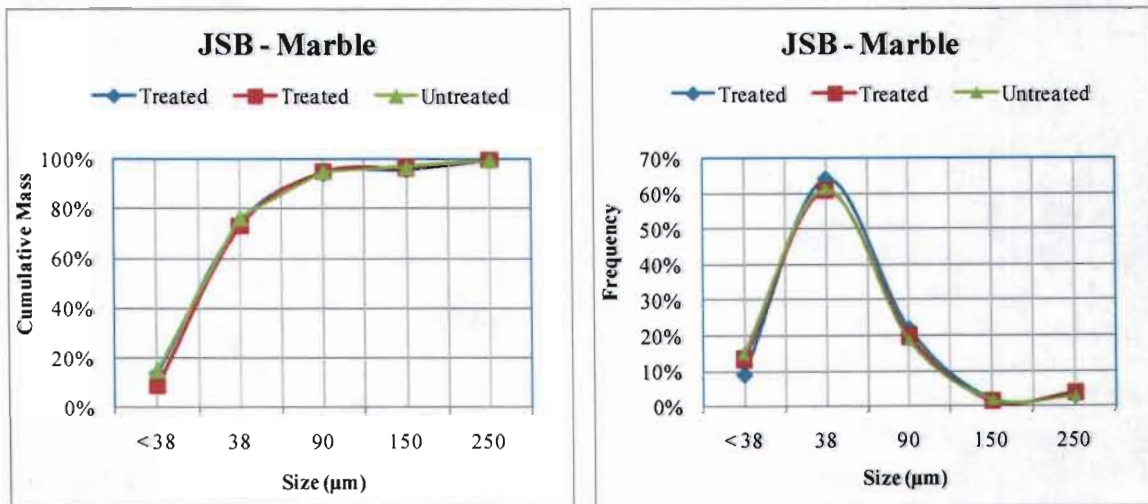 JSB - Marble
Treated Treated Untreated
100%
80%
60%
40%
20%
0%
Cumulative Mass
<38 38 90 150 250
Size (µm)
JSB - Marble
Treated Treated Untreated
70%
60%
50%
40%
30%
20%
10%
0%
Frequency
<38 38 90 150 250
Size (µm)